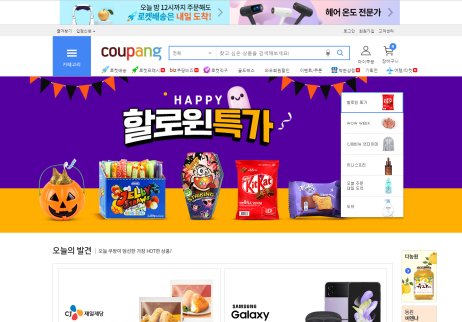 오늘 밤 12시까지 주문해도
로켓배송은 내일 도착!
헤어 온도 전문가
즐겨찾기 입점신청
로그인 회원가입 고객센터
카테고리
coupang
전체
찾고 싶은 상품을 검색해보세요!
마이쿠팡
장바구니
로켓배송 로켓프레시 로켓직구 골드박스 와우회원할인 이벤트/쿠폰 기획전 여행/티켓
HAPPY
할로윈특가
할로윈 특가
KitKat
오늘의 발견
오늘 쿠팡이 엄선한 가장 HOT한 상품!
CJ 제일제당
SAMSUNG
Galaxy
다농원